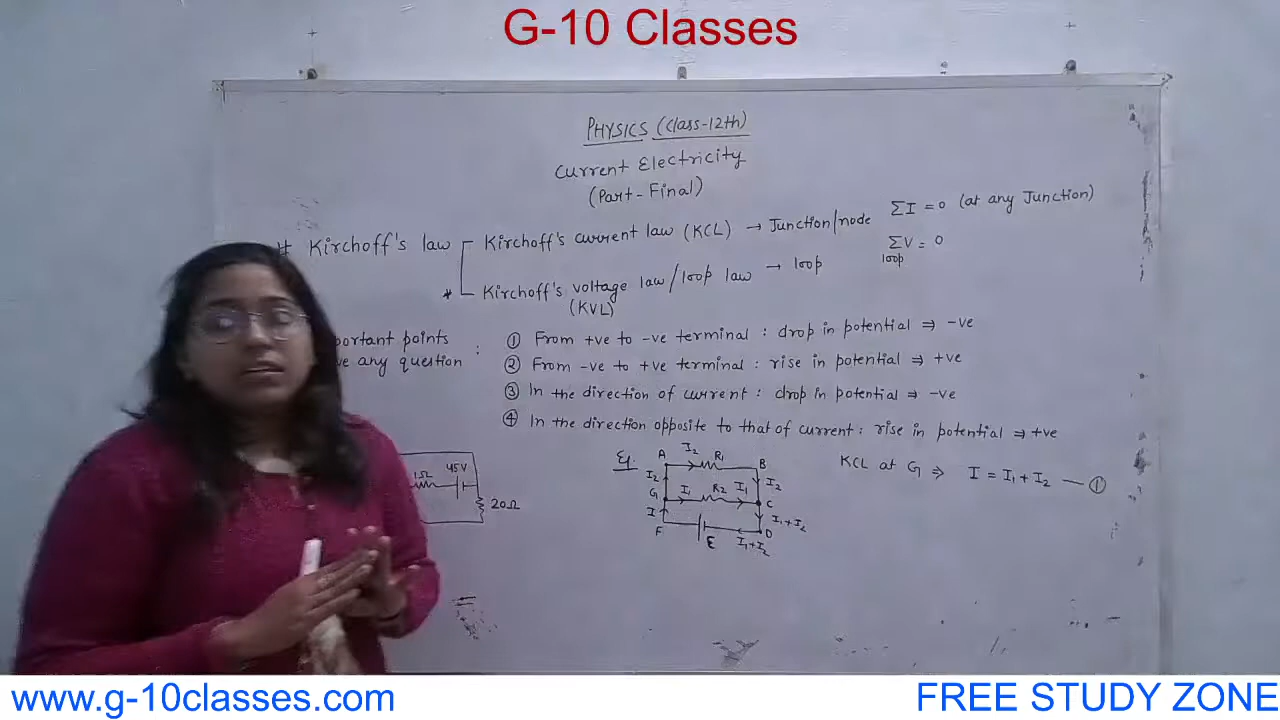 G-10 Classes
PHYSICS (Class-12th)
Current Electricity
(Part-Final)
# Kirchoff's law
Kirchoff's current law (KCL) → Junction/node ΣI = 0 (at any Junction)
Kirchoff's voltage law/loop law → loop ΣV = 0
loop
(KVL)
portant points
ve any question :
① From +ve to -ve terminal : drop in potential ⇒ -ve
② From -ve to +ve terminal : rise in potential ⇒ +ve
③ In the direction of current : drop in potential ⇒ -ve
④ In the direction opposite to that of current : rise in potential ⇒ +ve
15Ω 45V
20Ω
Eg.
A I₂ R₁ B
I₂ I₂
G I₁ R₂ I₁ C
I I₁+I₂
F E I₁+I₂ D
KCL at G ⇒ I = I₁ + I₂ — ①
www.g-10classes.com
FREE STUDY ZONE